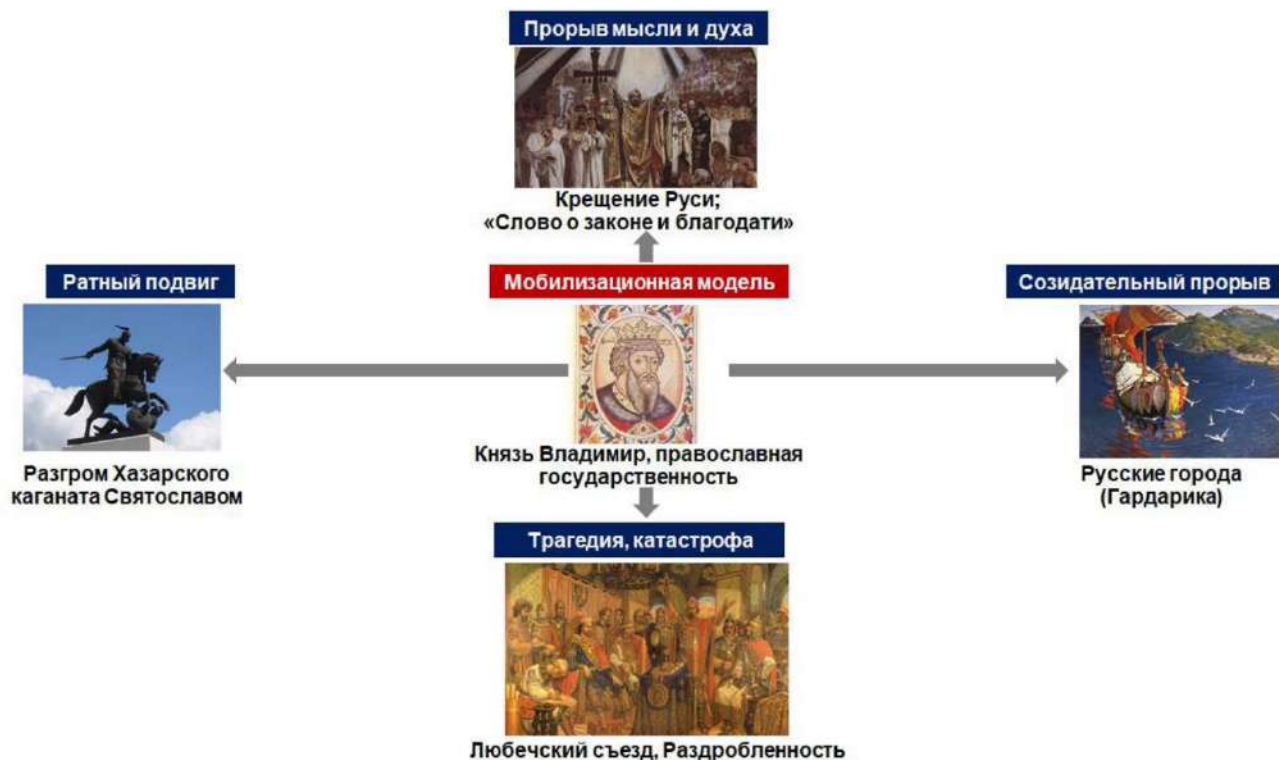 Прорыв мысли и духа
Крещение Руси;
«Слово о законе и благодати»
Ратный подвиг
Мобилизационная модель
Созидательный прорыв
Князь Владимир, православная
государственность
Разгром Хазарского
каганата Святославом
Русские города
(Гардарика)
Трагедия, катастрофа
Любечский съезд, Раздробленность